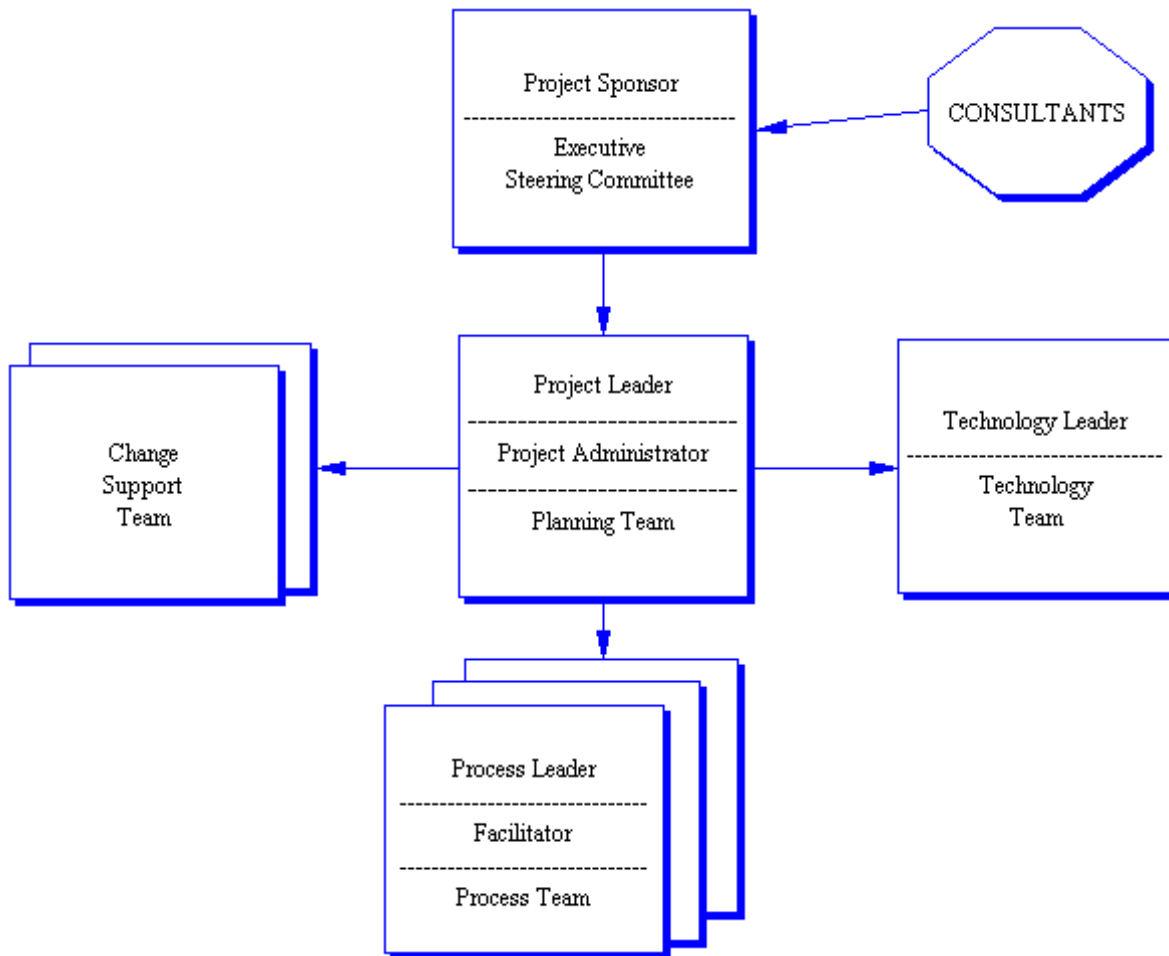 Project Sponsor
Executive
Steering Committee
CONSULTANTS
Change
Support
Team
Project Leader
Project Administrator
Planning Team
Technology Leader
Technology
Team
Process Leader
Facilitator
Process Team